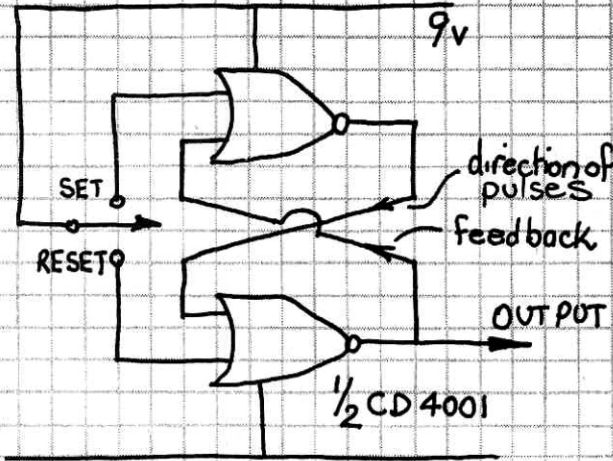 9v
direction of
pulses
SET
feedback
RESET
OUTPUT
1/2 CD 4001